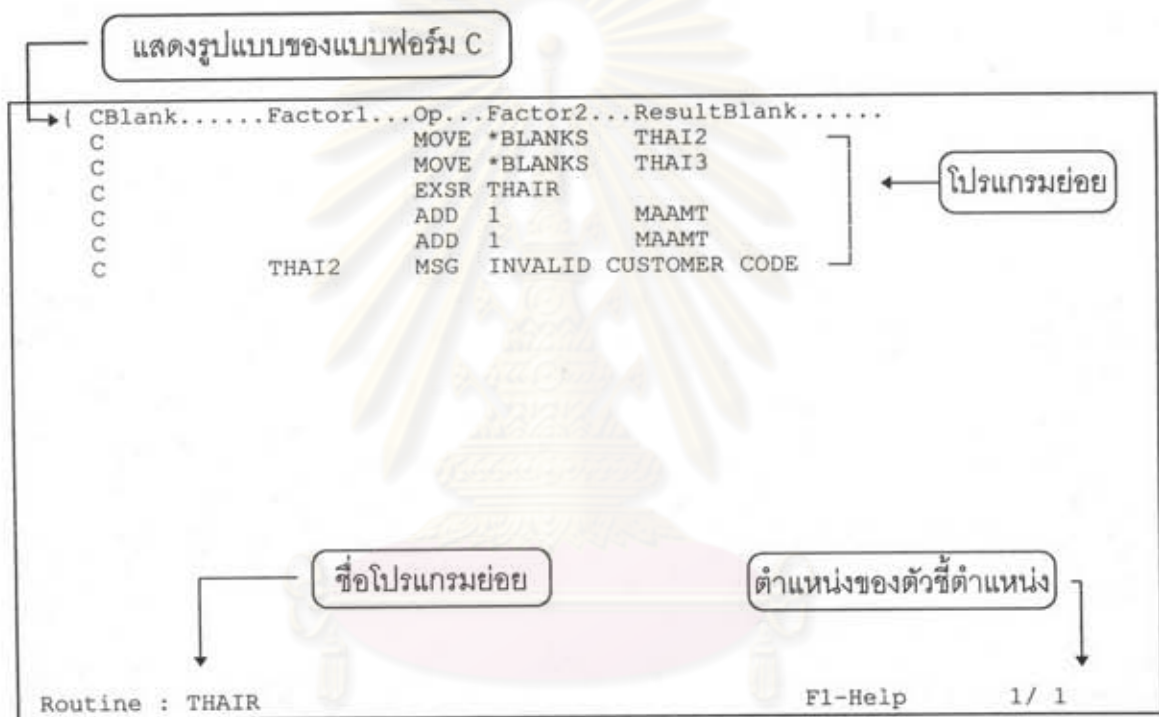 แสดงรูปแบบของแบบฟอร์ม C
{ CBlank......Factor1...Op...Factor2...ResultBlank......
C MOVE *BLANKS THAI2
C MOVE *BLANKS THAI3
C EXSR THAIR
C ADD 1 MAAMT
C ADD 1 MAAMT
C THAI2 MSG INVALID CUSTOMER CODE
โปรแกรมย่อย
ชื่อโปรแกรมย่อย
ตำแหน่งของตัวชี้ตำแหน่ง
Routine : THAIR F1-Help 1/ 1